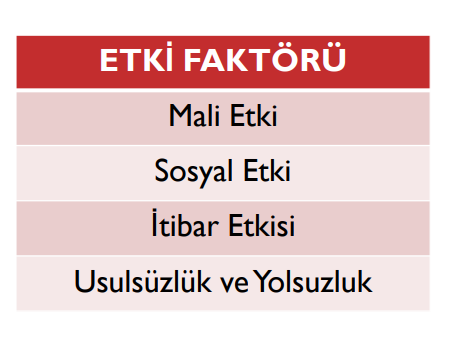 ETKİ FAKTÖRÜ
Mali Etki
Sosyal Etki
İtibar Etkisi
Usulsüzlük ve Yolsuzluk